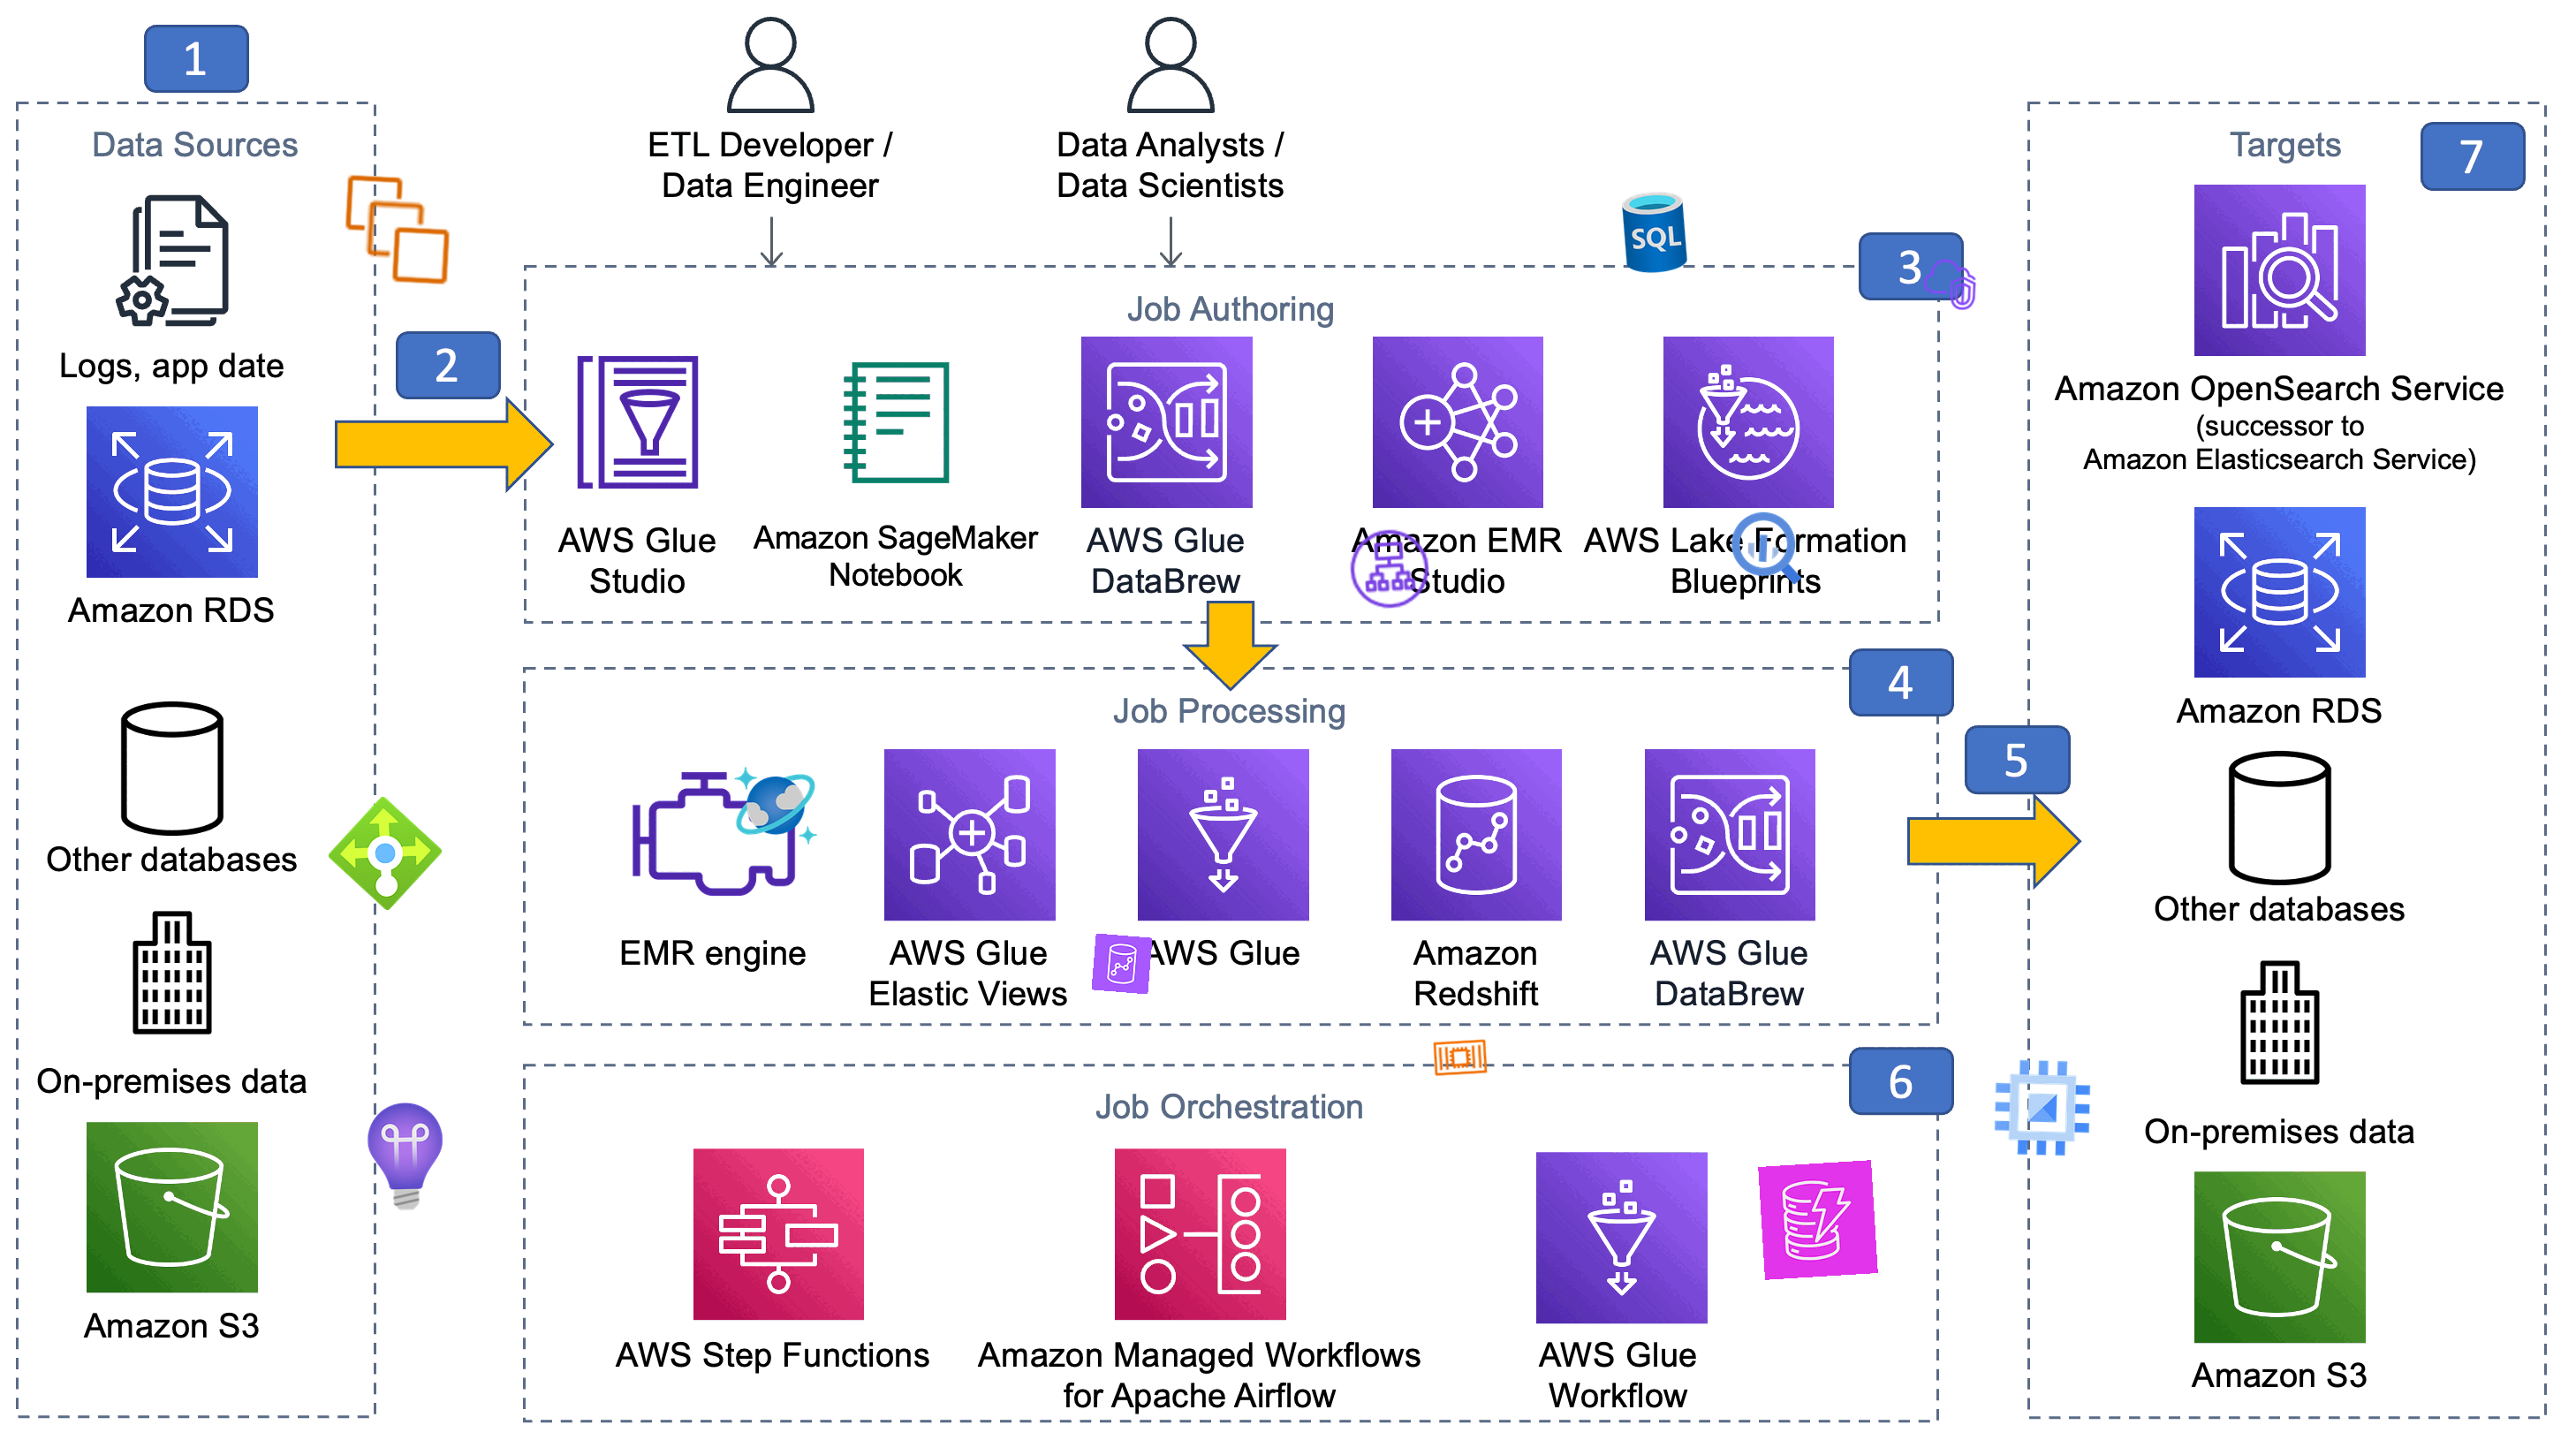 1
Data Sources
Logs, app date
Amazon RDS
Other databases
On-premises data
Amazon S3
2
ETL Developer /
Data Engineer
Data Analysts /
Data Scientists
SQL
3
Job Authoring
AWS Glue
Studio
Amazon SageMaker
Notebook
AWS Glue
DataBrew
Amazon EMR
Studio
AWS Lake Formation
Blueprints
4
Job Processing
EMR engine
AWS Glue
Elastic Views
AWS Glue
Amazon
Redshift
AWS Glue
DataBrew
5
6
Job Orchestration
AWS Step Functions
Amazon Managed Workflows
for Apache Airflow
AWS Glue
Workflow
7
Targets
Amazon OpenSearch Service
(successor to
Amazon Elasticsearch Service)
Amazon RDS
Other databases
On-premises data
Amazon S3